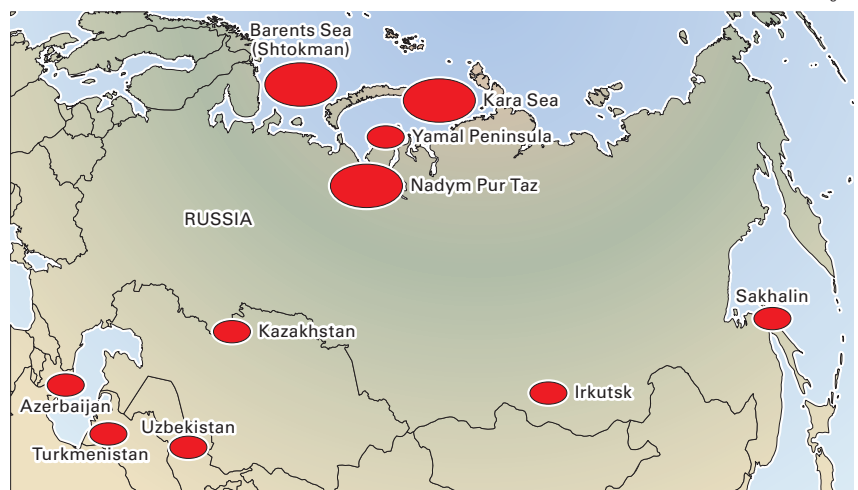 Barents Sea
(Shtokman)
Kara Sea
Yamal Peninsula
Nadym Pur Taz
RUSSIA
Sakhalin
Kazakhstan
Irkutsk
Azerbaijan
Uzbekistan
Turkmenistan